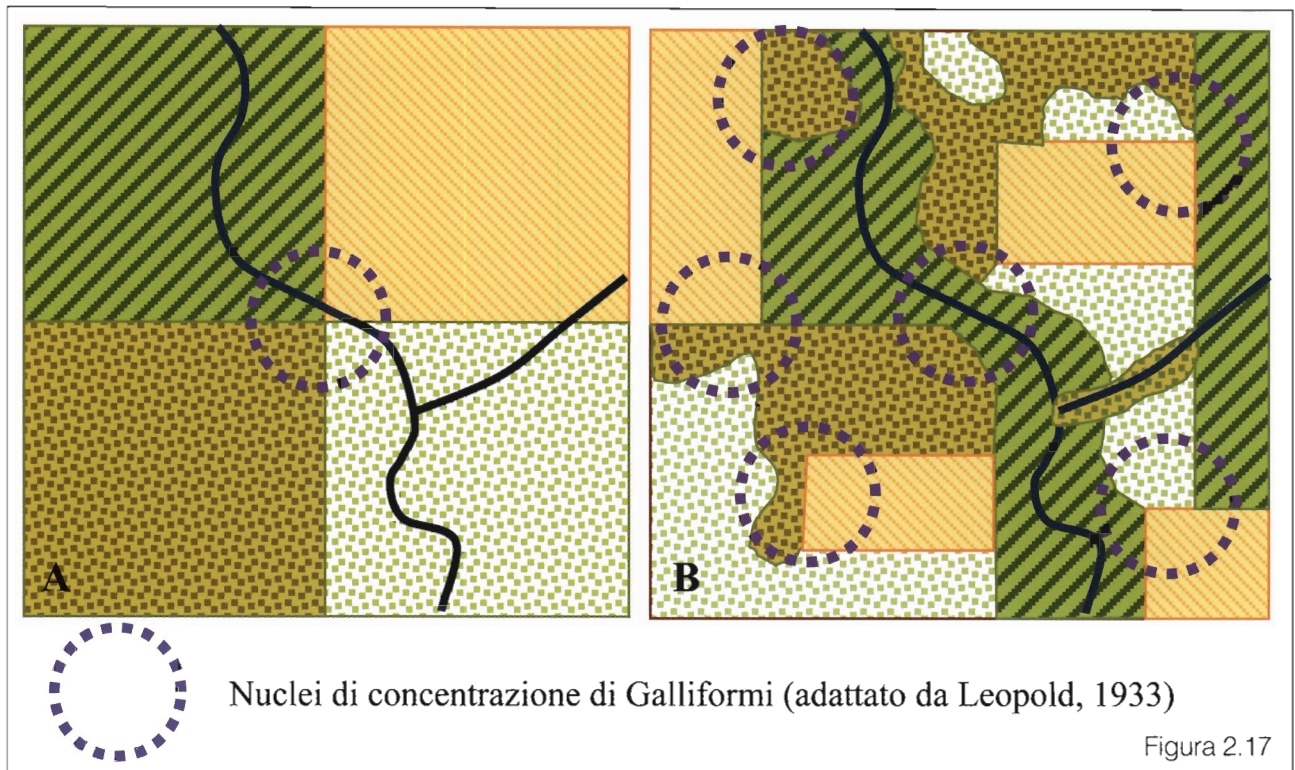 A
B
Nuclei di concentrazione di Galliformi (adattato da Leopold, 1933)
Figura 2.17